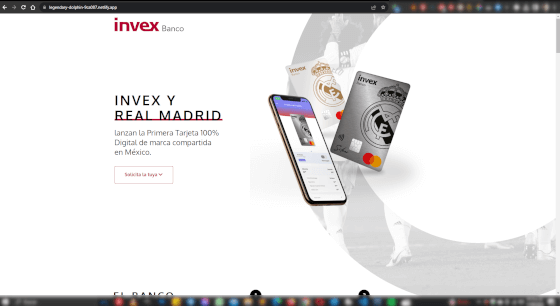 legendary-dolphin-9ca087.netlify.app
invex Banco
INVEX Y
REAL MADRID
lanzan la Primera Tarjeta 100%
Digital de marca compartida
en México.
Solicita la tuya
invex
invex
EL BANCO